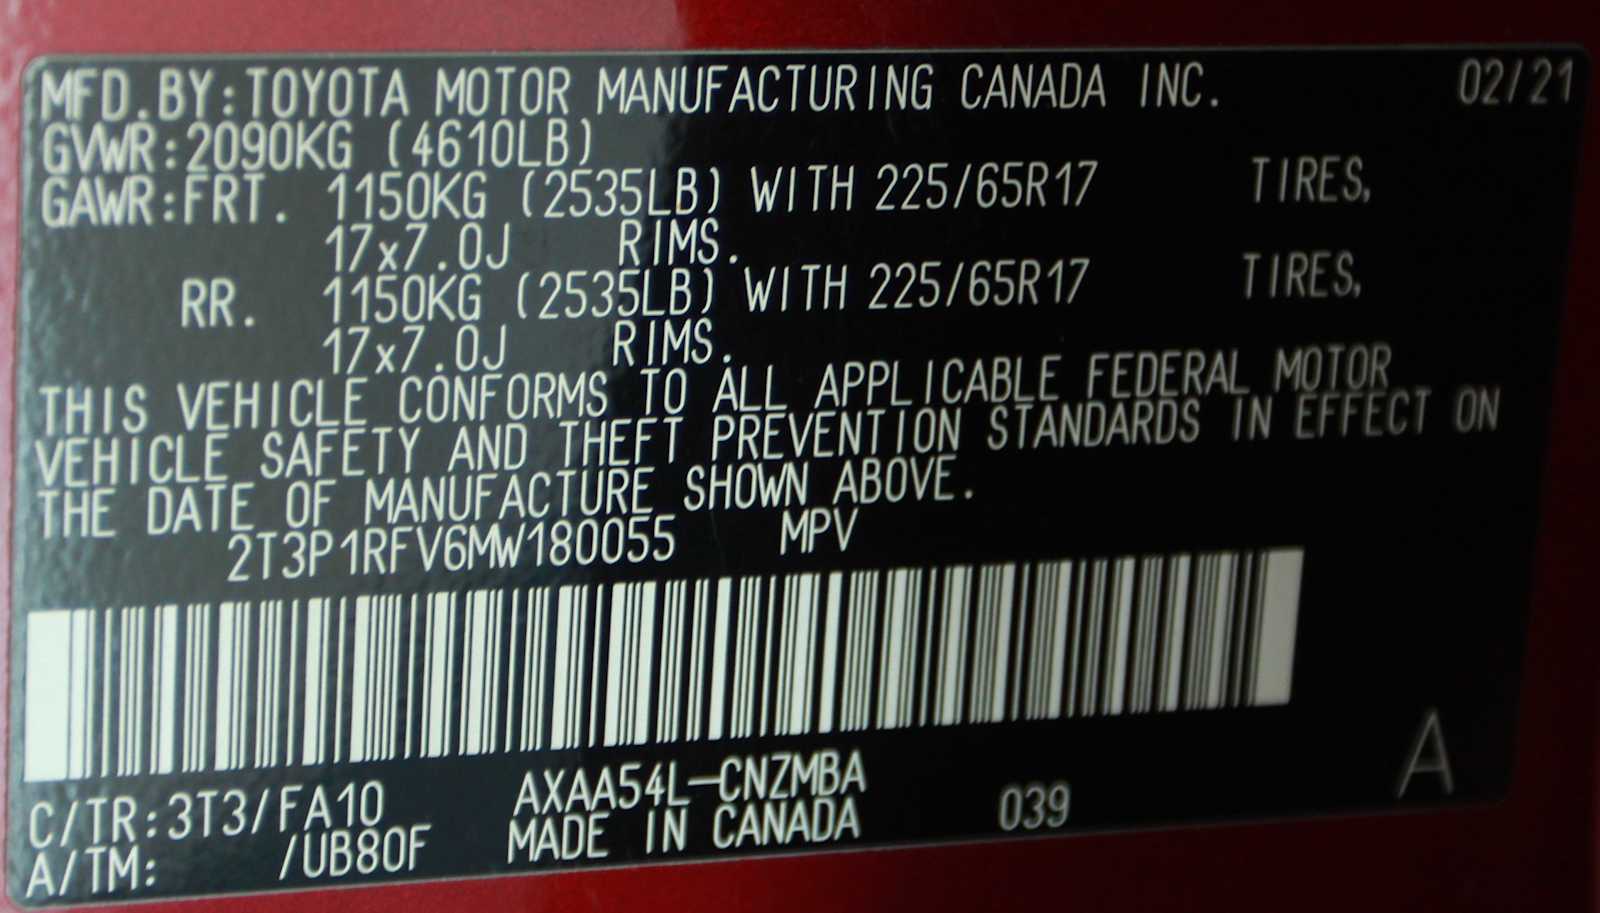 MFD.BY:TOYOTA MOTOR MANUFACTURING CANADA INC. 02/21
GVWR:2090KG (4610LB)
GAWR:FRT. 1150KG (2535LB) WITH 225/65R17 TIRES,
17x7.0J RIMS.
RR. 1150KG (2535LB) WITH 225/65R17 TIRES,
17x7.0J RIMS.
THIS VEHICLE CONFORMS TO ALL APPLICABLE FEDERAL MOTOR
VEHICLE SAFETY AND THEFT PREVENTION STANDARDS IN EFFECT ON
THE DATE OF MANUFACTURE SHOWN ABOVE.
2T3P1RFV6MW180055 MPV
C/TR:3T3/FA10 AXAA54L-CNZMBA
A/TM: /UB80F MADE IN CANADA 039 A